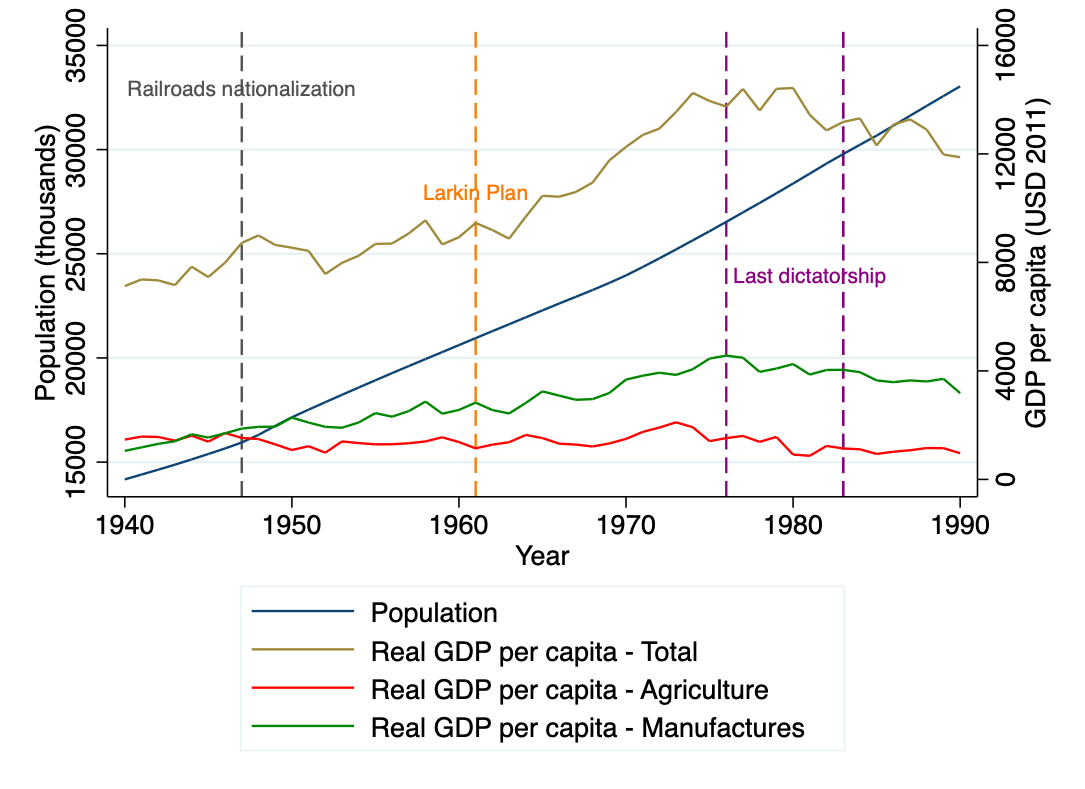 Population (thousands)
35000
30000
25000
20000
15000
Railroads nationalization
Larkin Plan
Last dictatorship
16000
12000
8000
4000
0
GDP per capita (USD 2011)
1940 1950 1960 1970 1980 1990
Year
Population
Real GDP per capita - Total
Real GDP per capita - Agriculture
Real GDP per capita - Manufactures